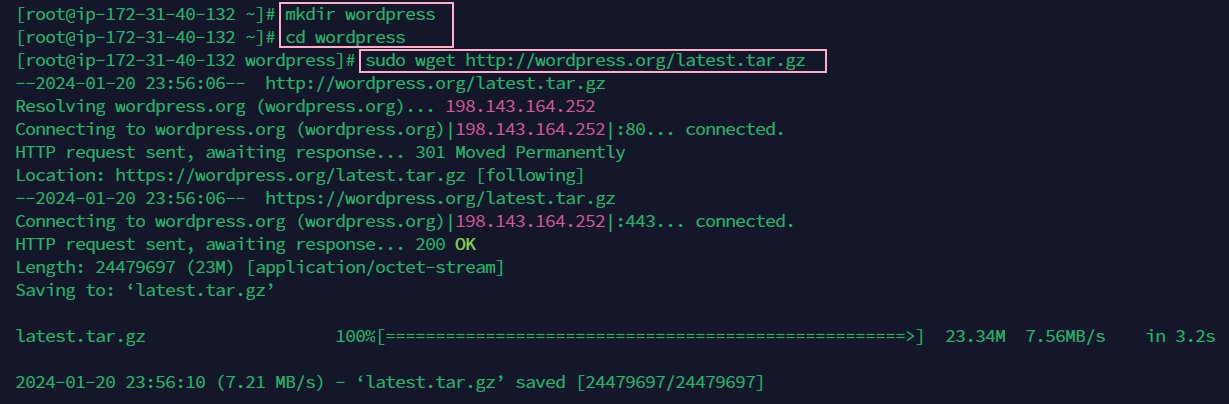 [root@ip-172-31-40-132 ~]# mkdir wordpress
[root@ip-172-31-40-132 ~]# cd wordpress
[root@ip-172-31-40-132 wordpress]# sudo wget http://wordpress.org/latest.tar.gz
--2024-01-20 23:56:06--  http://wordpress.org/latest.tar.gz
Resolving wordpress.org (wordpress.org)... 198.143.164.252
Connecting to wordpress.org (wordpress.org)|198.143.164.252|:80... connected.
HTTP request sent, awaiting response... 301 Moved Permanently
Location: https://wordpress.org/latest.tar.gz [following]
--2024-01-20 23:56:06--  https://wordpress.org/latest.tar.gz
Connecting to wordpress.org (wordpress.org)|198.143.164.252|:443... connected.
HTTP request sent, awaiting response... 200 OK
Length: 24479697 (23M) [application/octet-stream]
Saving to: ‘latest.tar.gz’
latest.tar.gz                   100%[====================================================>]  23.34M  7.56MB/s    in 3.2s
2024-01-20 23:56:10 (7.21 MB/s) – ‘latest.tar.gz’ saved [24479697/24479697]